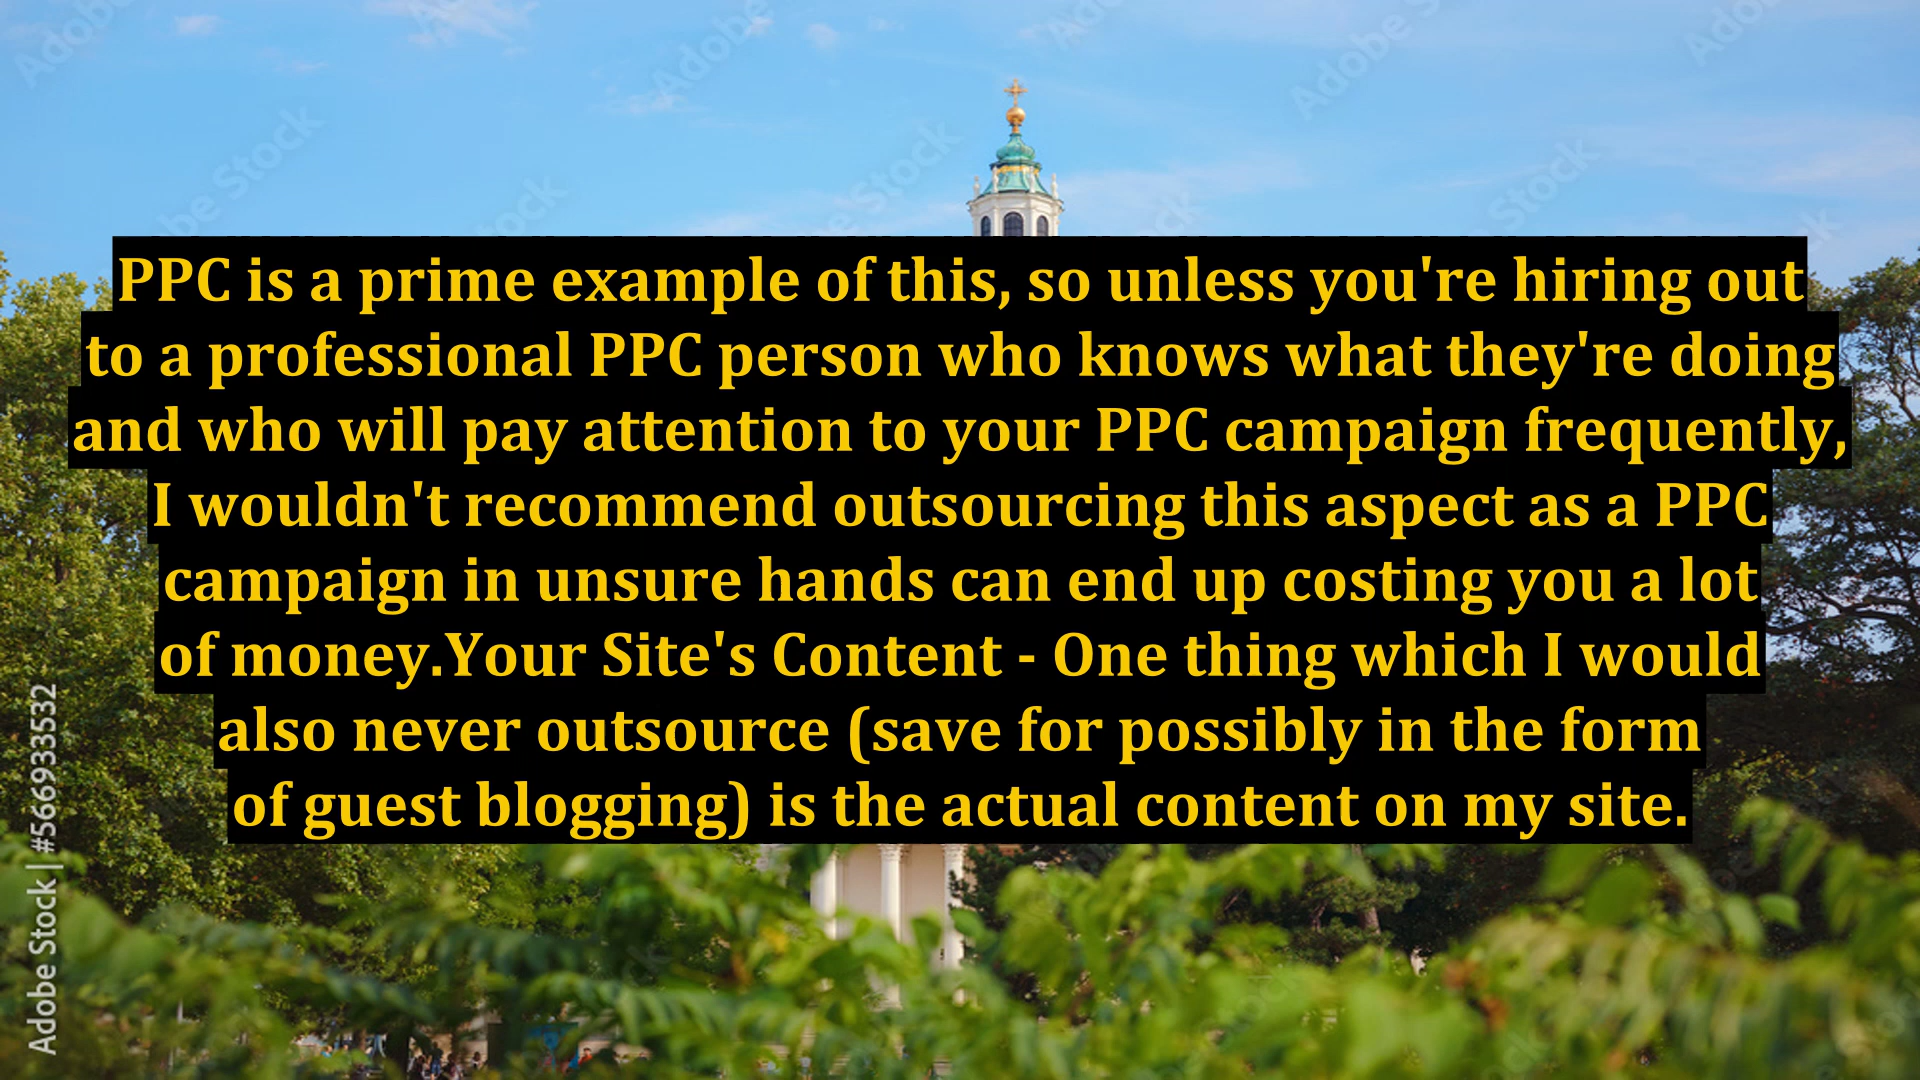 PPC is a prime example of this, so unless you're hiring out
to a professional PPC person who knows what they're doing
and who will pay attention to your PPC campaign frequently,
I wouldn't recommend outsourcing this aspect as a PPC
campaign in unsure hands can end up costing you a lot
of money.Your Site's Content - One thing which I would
also never outsource (save for possibly in the form
of guest blogging) is the actual content on my site.
Adobe Stock | #566933532